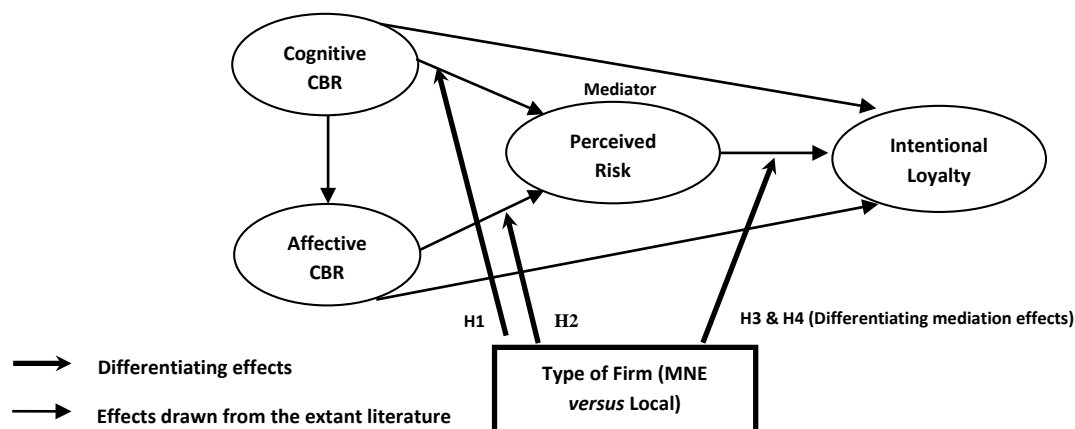 Cognitive
CBR
Mediator
Perceived
Risk
Intentional
Loyalty
Affective
CBR
H1
H2
H3 & H4 (Differentiating mediation effects)
Type of Firm (MNE
versus Local)
Differentiating effects
Effects drawn from the extant literature